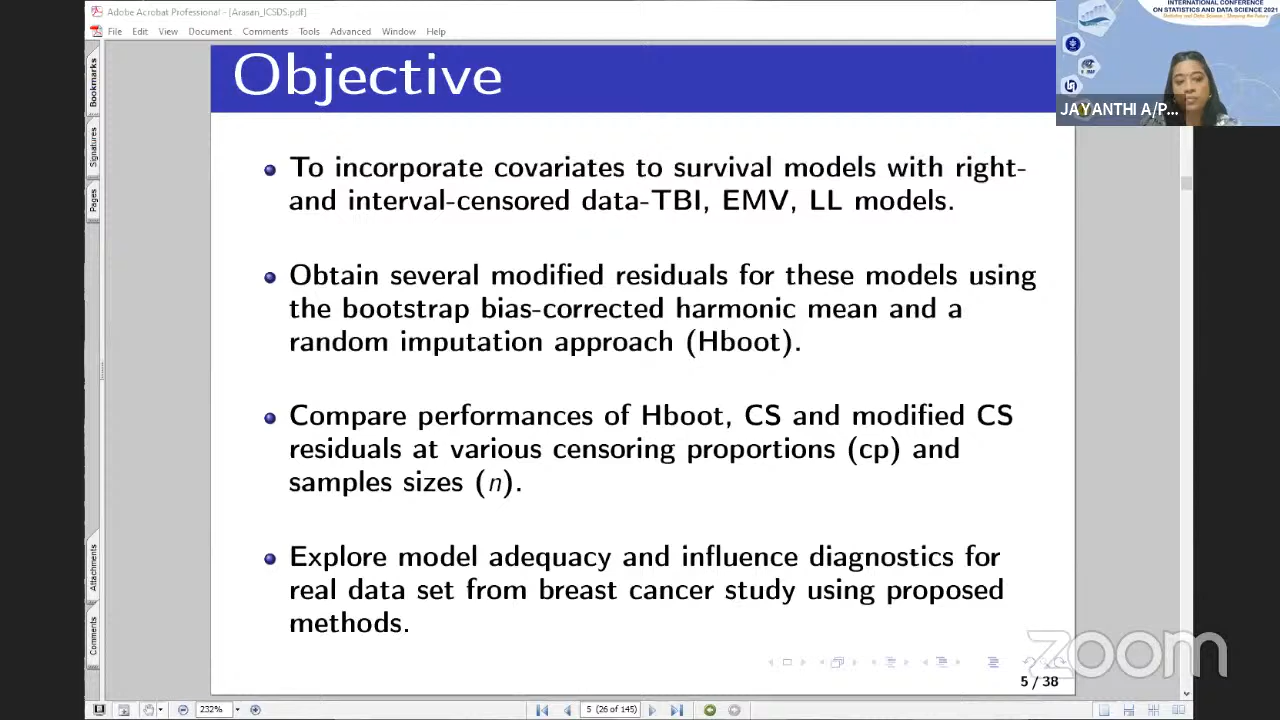 Adobe Acrobat Professional - [Arasan_ICSDS.pdf]
File Edit View Document Comments Tools Advanced Window Help
INTERNATIONAL CONFERENCE
ON STATISTICS AND DATA SCIENCE 2021
JAYANTHI A/P...
Bookmarks
Signatures
Pages
Attachments
Comments
Objective
To incorporate covariates to survival models with right-
and interval-censored data-TBI, EMV, LL models.
Obtain several modified residuals for these models using
the bootstrap bias-corrected harmonic mean and a
random imputation approach (Hboot).
Compare performances of Hboot, CS and modified CS
residuals at various censoring proportions (cp) and
samples sizes (n).
Explore model adequacy and influence diagnostics for
real data set from breast cancer study using proposed
methods.
zoom
5 / 38
232%
5 (26 of 145)